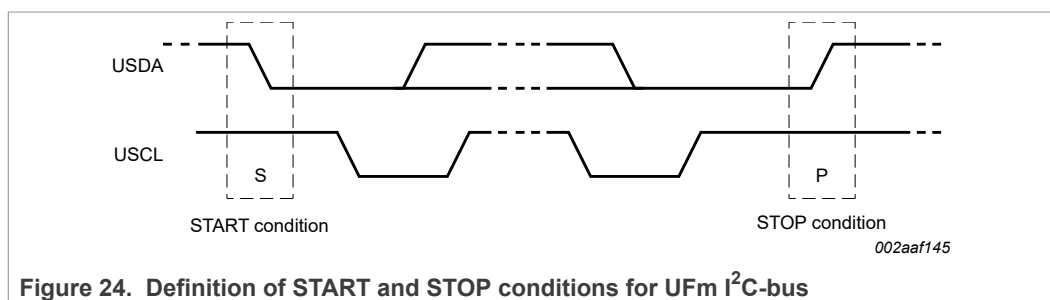 USDA
USCL
S
P
START condition
STOP condition
002aaf145
Figure 24. Definition of START and STOP conditions for UFm I²C-bus